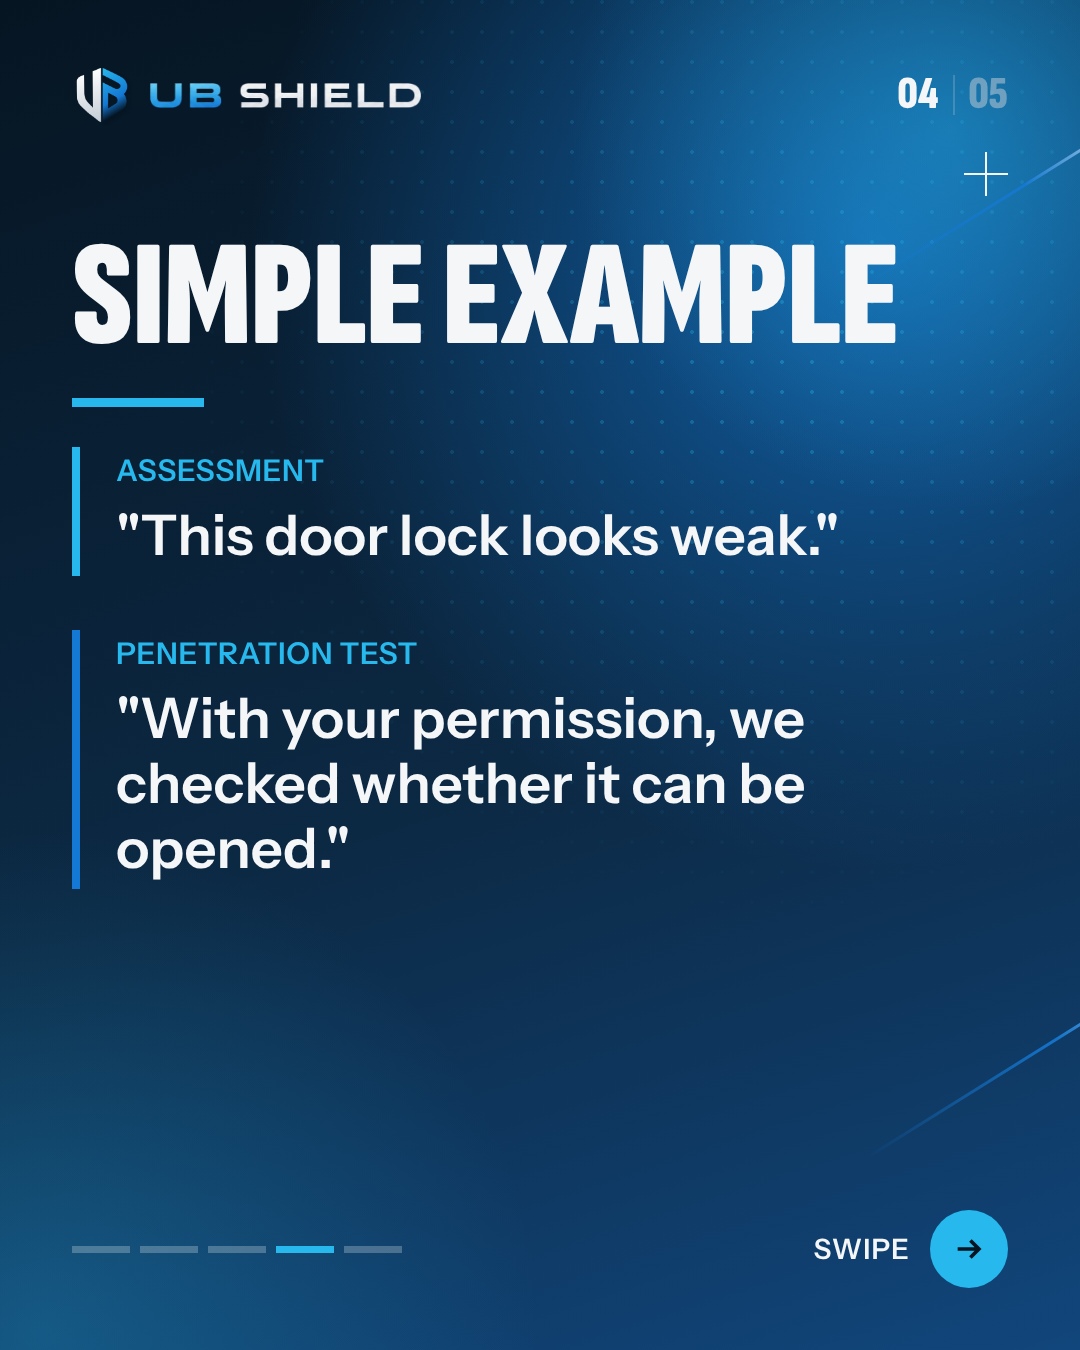 UB SHIELD
04 | 05
SIMPLE EXAMPLE
ASSESSMENT
"This door lock looks weak."
PENETRATION TEST
"With your permission, we
checked whether it can be
opened."
SWIPE